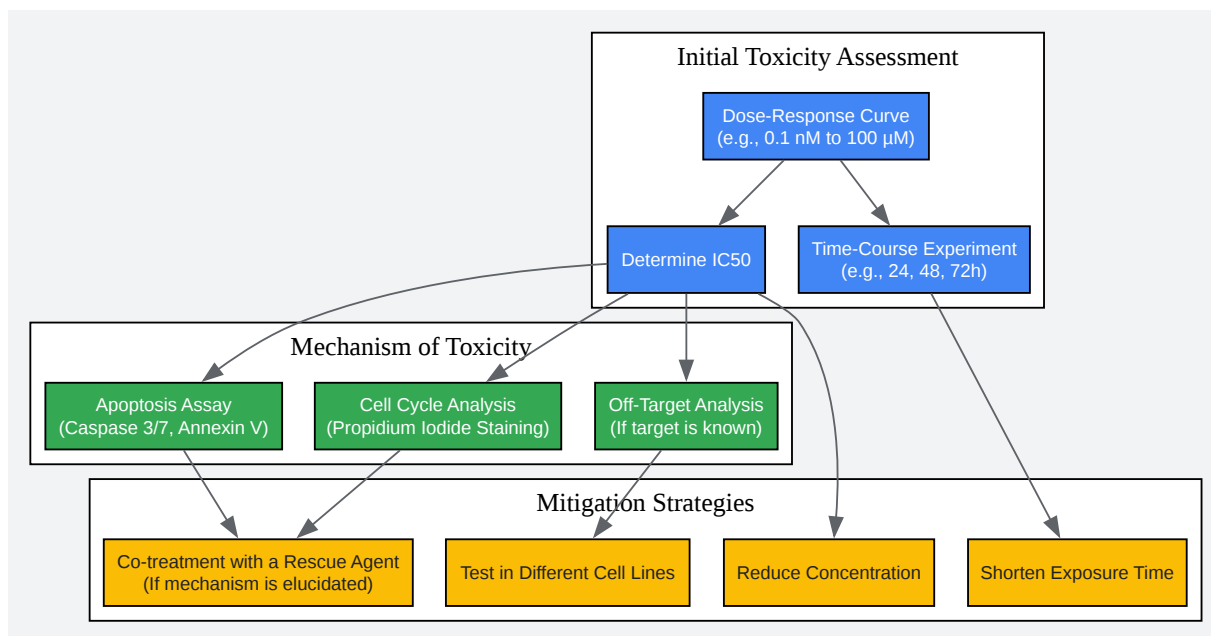 Initial Toxicity Assessment
Dose-Response Curve
(e.g., 0.1 nM to 100 µM)
Determine IC50
Time-Course Experiment
(e.g., 24, 48, 72h)
Mechanism of Toxicity
Apoptosis Assay
(Caspase 3/7, Annexin V)
Cell Cycle Analysis
(Propidium Iodide Staining)
Off-Target Analysis
(If target is known)
Mitigation Strategies
Co-treatment with a Rescue Agent
(If mechanism is elucidated)
Test in Different Cell Lines
Reduce Concentration
Shorten Exposure Time